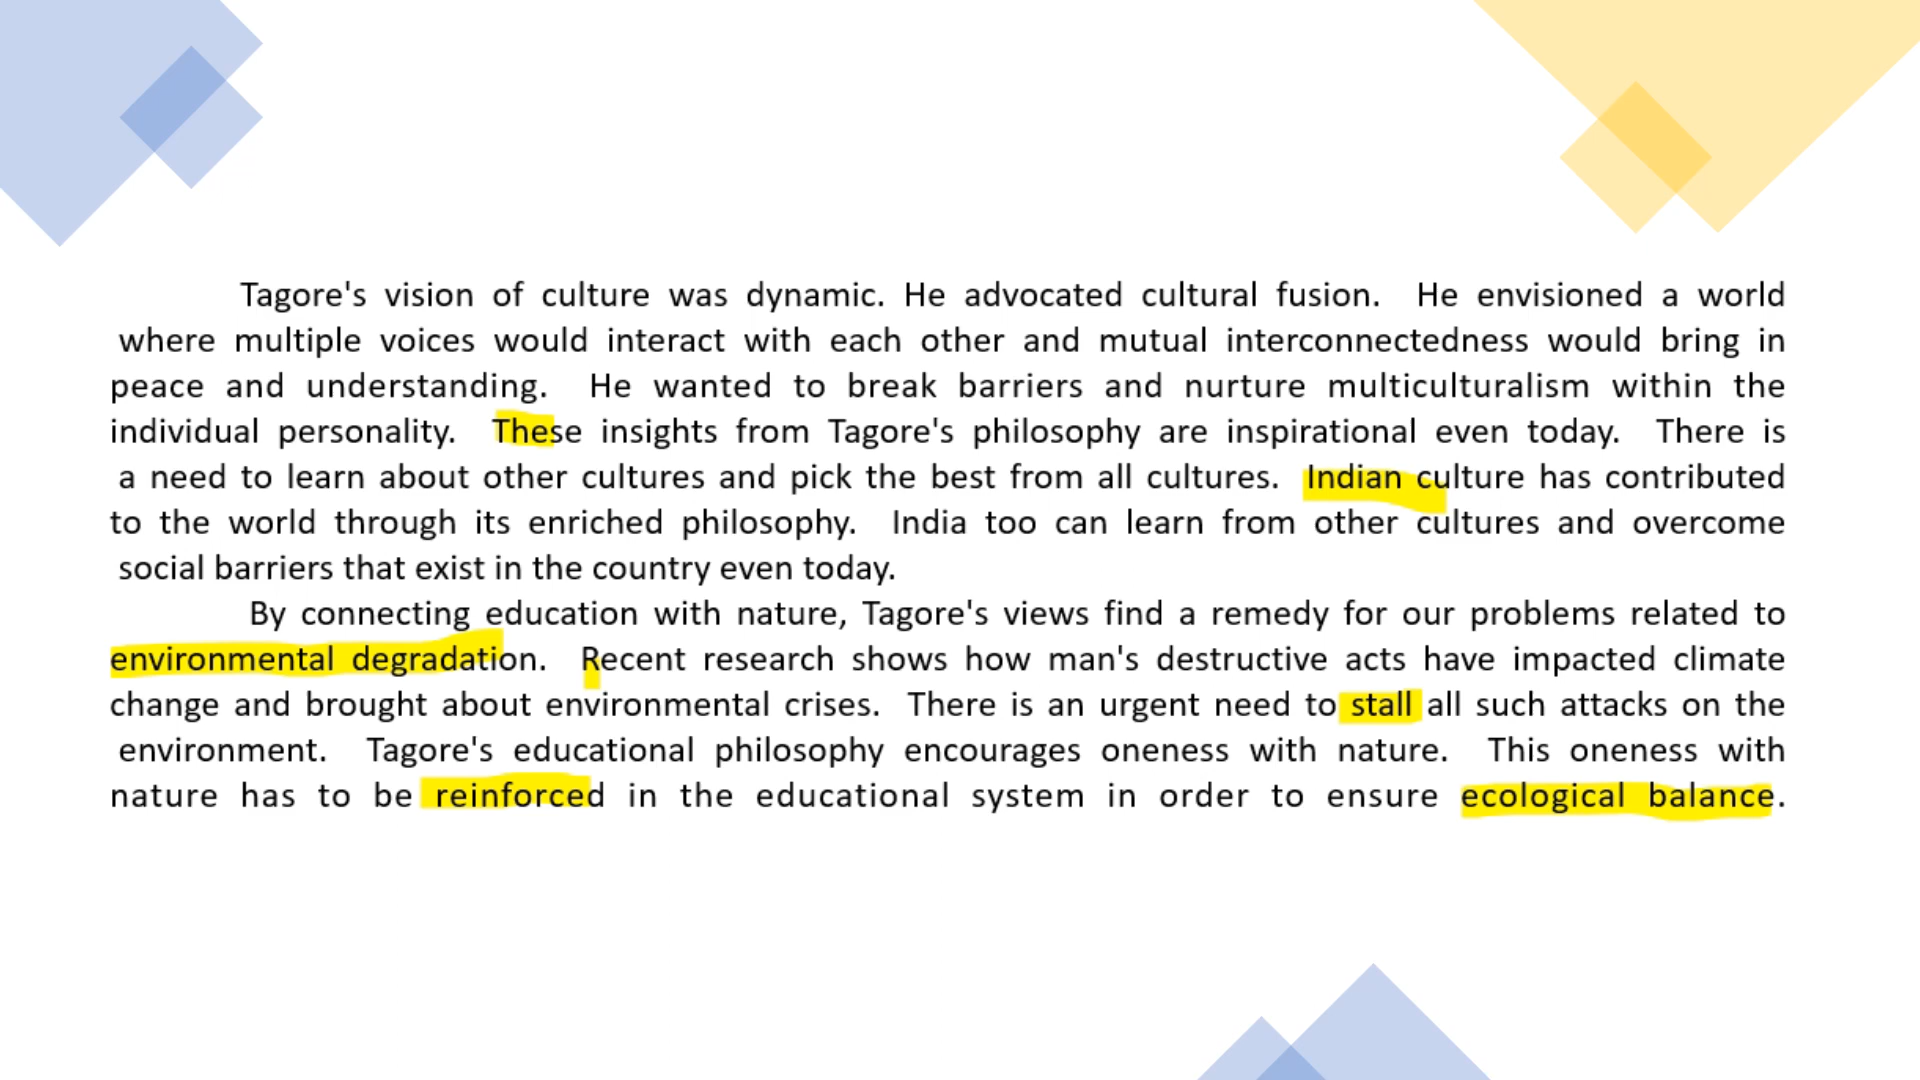 Tagore's vision of culture was dynamic. He advocated cultural fusion. He envisioned a world
where multiple voices would interact with each other and mutual interconnectedness would bring in
peace and understanding. He wanted to break barriers and nurture multiculturalism within the
individual personality. These insights from Tagore's philosophy are inspirational even today. There is
a need to learn about other cultures and pick the best from all cultures. Indian culture has contributed
to the world through its enriched philosophy. India too can learn from other cultures and overcome
social barriers that exist in the country even today.
By connecting education with nature, Tagore's views find a remedy for our problems related to
environmental degradation. Recent research shows how man's destructive acts have impacted climate
change and brought about environmental crises. There is an urgent need to stall all such attacks on the
environment. Tagore's educational philosophy encourages oneness with nature. This oneness with
nature has to be reinforced in the educational system in order to ensure ecological balance.